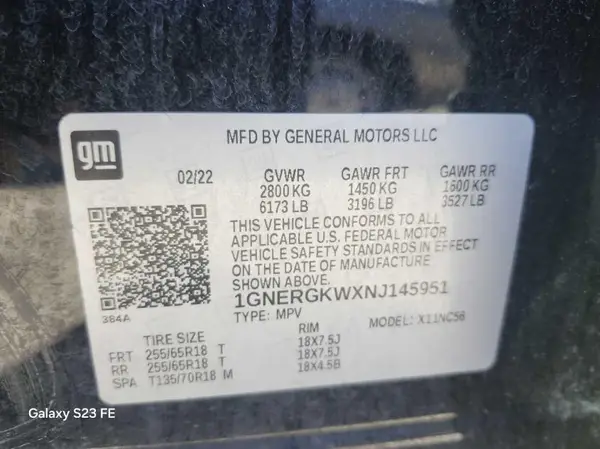 gm
MFD BY GENERAL MOTORS LLC
02/22 GVWR GAWR FRT GAWR RR
2800 KG 1450 KG 1600 KG
6173 LB 3196 LB 3527 LB
THIS VEHICLE CONFORMS TO ALL
APPLICABLE U.S. FEDERAL MOTOR
VEHICLE SAFETY STANDARDS IN EFFECT
ON THE DATE OF MANUFACTURE
384A
1GNERGKWXNJ145951
TYPE: MPV MODEL: X11NC56
TIRE SIZE RIM
FRT 255/65R18 T 18X7.5J
RR 255/65R18 T 18X7.5J
SPA T135/70R18 M 18X4.5B
Galaxy S23 FE